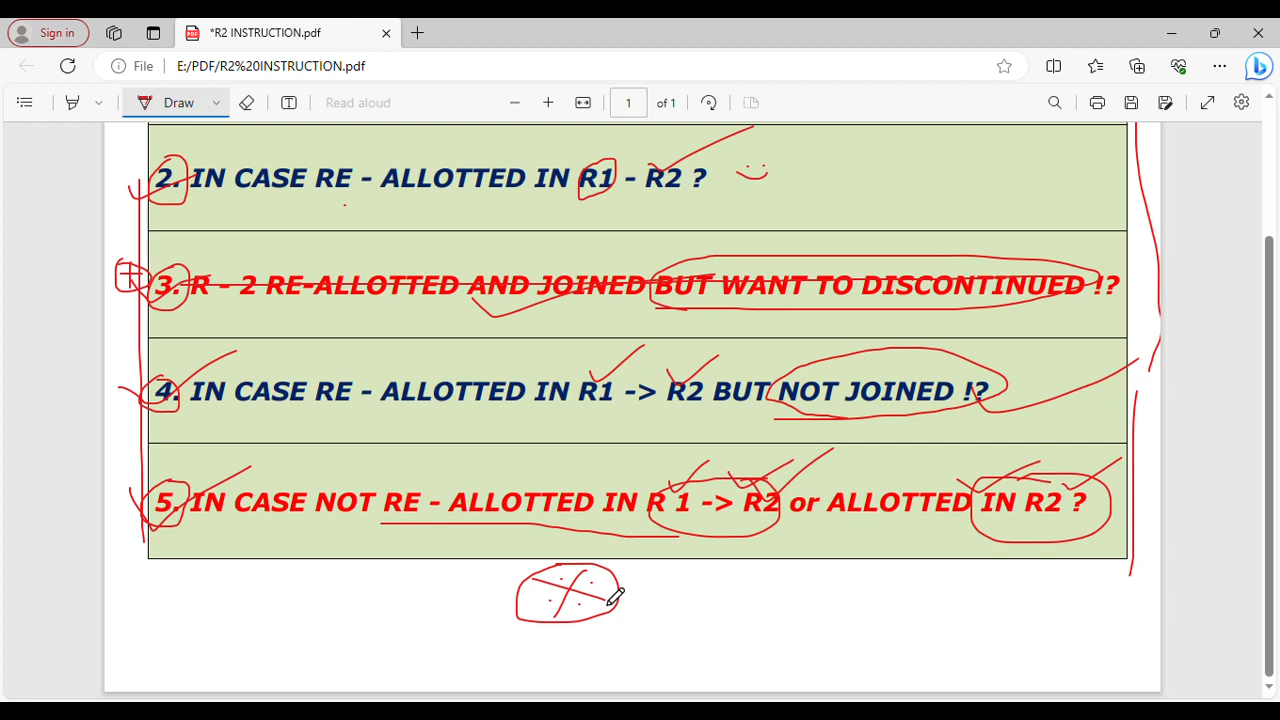 Sign in
*R2 INSTRUCTION.pdf
File
E:/PDF/R2%20INSTRUCTION.pdf
Draw
Read aloud
1 of 1
2. IN CASE RE - ALLOTTED IN R1 - R2 ?
3. R - 2 RE-ALLOTTED AND JOINED BUT WANT TO DISCONTINUED !?
4. IN CASE RE - ALLOTTED IN R1 -> R2 BUT NOT JOINED !?
5. IN CASE NOT RE - ALLOTTED IN R 1 -> R2 or ALLOTTED IN R2 ?